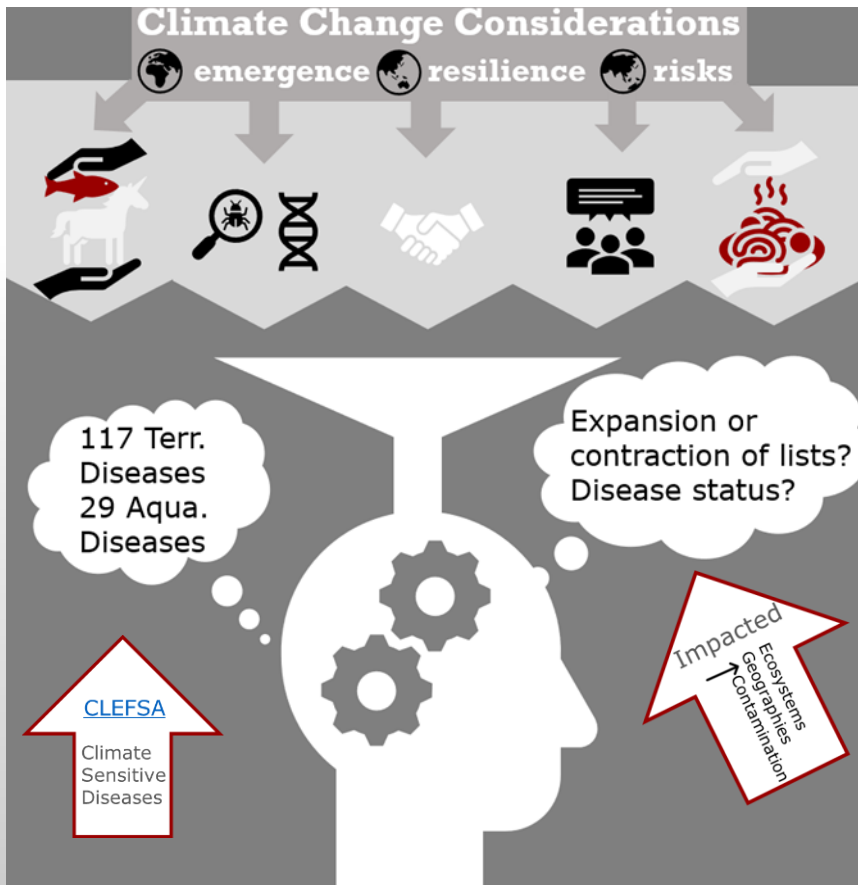 Climate Change Considerations
emergence resilience risks
117 Terr.
Diseases
29 Aqua.
Diseases
Expansion or
contraction of lists?
Disease status?
CLEFSA
Climate
Sensitive
Diseases
Impacted
Ecosystems
Geographies
Contamination